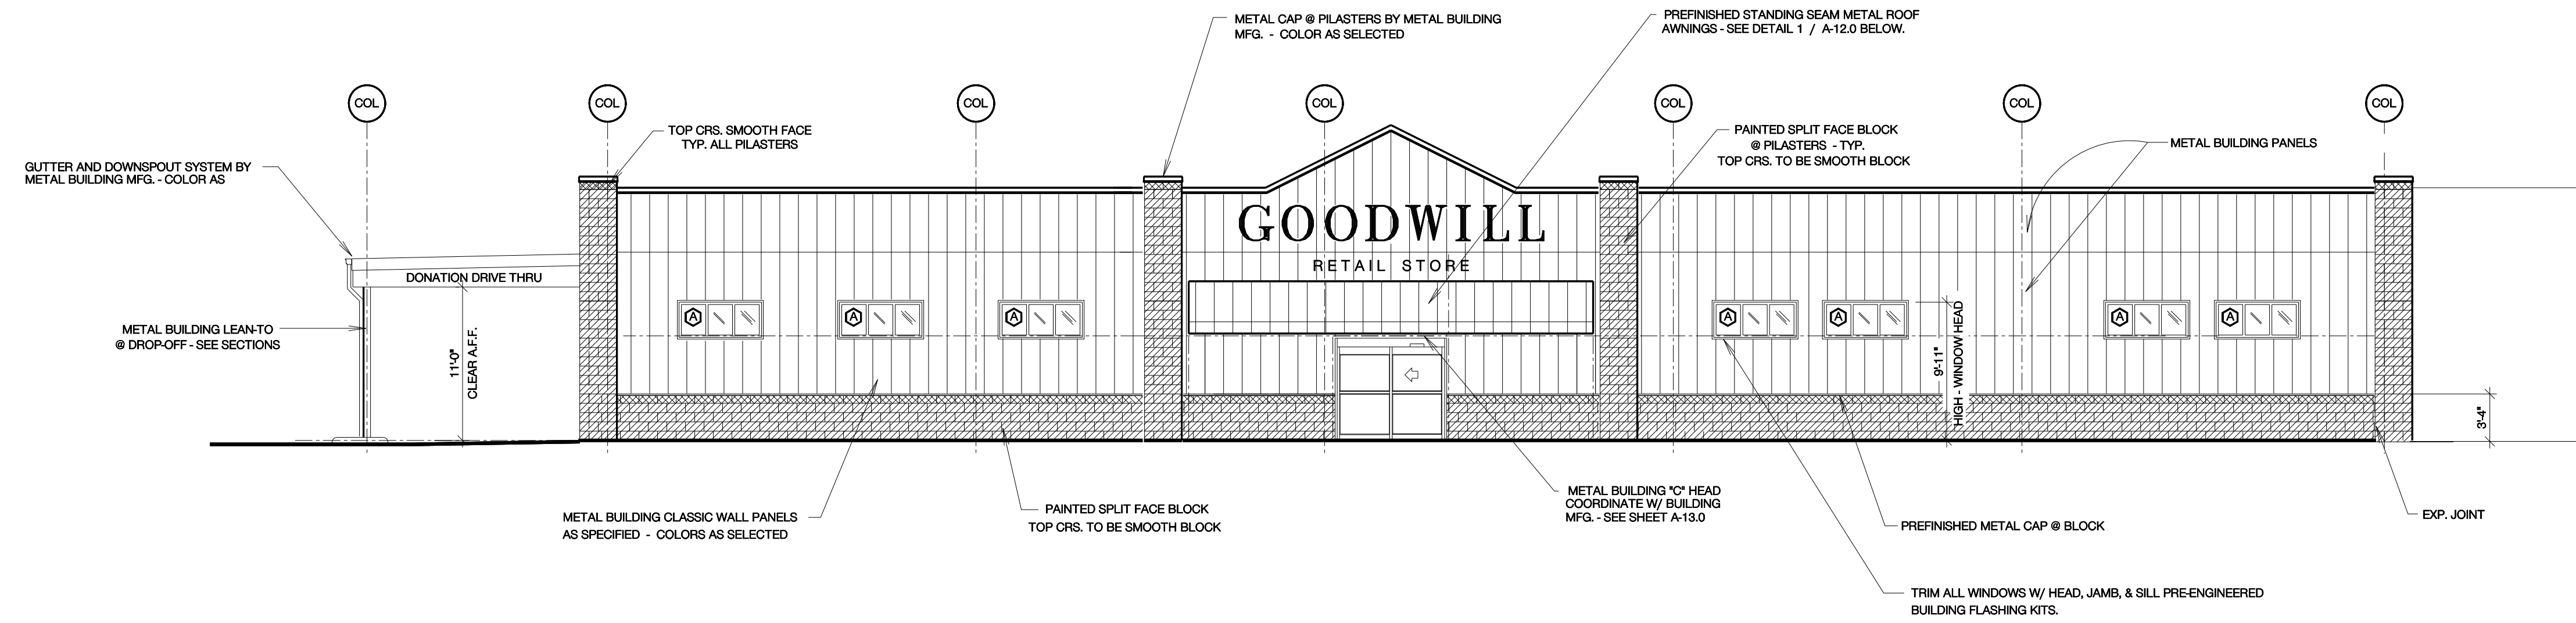 METAL CAP @ PILASTERS BY METAL BUILDING
MFG. - COLOR AS SELECTED
PREFINISHED STANDING SEAM METAL ROOF
AWNINGS - SEE DETAIL 1 / A-12.0 BELOW.
COL
COL
COL
COL
COL
COL
COL
TOP CRS. SMOOTH FACE
TYP. ALL PILASTERS
PAINTED SPLIT FACE BLOCK
@ PILASTERS - TYP.
TOP CRS. TO BE SMOOTH BLOCK
METAL BUILDING PANELS
GUTTER AND DOWNSPOUT SYSTEM BY
METAL BUILDING MFG. - COLOR AS
GOODWILL
RETAIL STORE
DONATION DRIVE THRU
METAL BUILDING LEAN-TO
@ DROP-OFF - SEE SECTIONS
11'-0"
CLEAR A.F.F.
A
A
A
A
A
A
A
9'-11"
HIGH - WINDOW HEAD
3'-4"
METAL BUILDING CLASSIC WALL PANELS
AS SPECIFIED - COLORS AS SELECTED
PAINTED SPLIT FACE BLOCK
TOP CRS. TO BE SMOOTH BLOCK
METAL BUILDING "C" HEAD
COORDINATE W/ BUILDING
MFG. - SEE SHEET A-13.0
PREFINISHED METAL CAP @ BLOCK
EXP. JOINT
TRIM ALL WINDOWS W/ HEAD, JAMB, & SILL PRE-ENGINEERED
BUILDING FLASHING KITS.